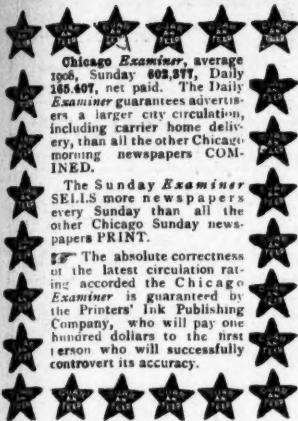 Chicago Examiner, average
1908, Sunday 602,377, Daily
165,407, net paid. The Daily
Examiner guarantees advertis-
ers a larger city circulation,
including carrier home deliv-
ery, than all the other Chicago
morning newspapers COM-
INED.
The Sunday Examiner
SELLS more newspapers
every Sunday than all the
other Chicago Sunday news-
papers PRINT.
☞ The absolute correctness
of the latest circulation rat-
ing accorded the Chicago
Examiner is guaranteed by
the Printers' Ink Publishing
Company, who will pay one
hundred dollars to the first
person who will successfully
controvert its accuracy.